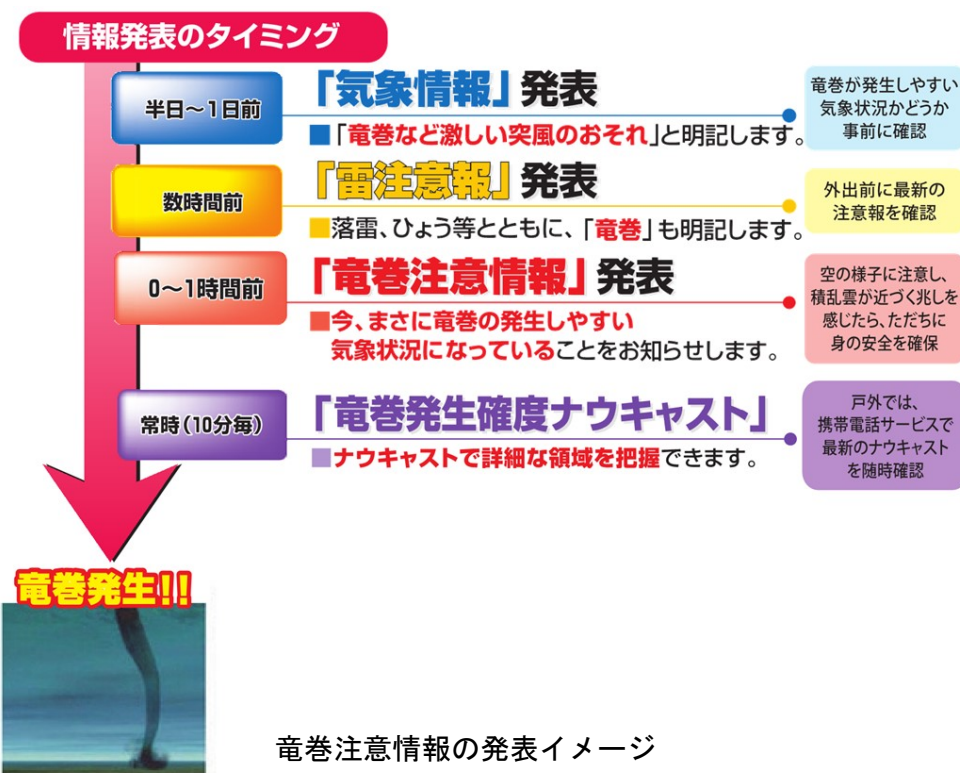 情報発表のタイミング
半日～1日前
「気象情報」発表
■「竜巻など激しい突風のおそれ」と明記します。
竜巻が発生しやすい
気象状況かどうか
事前に確認
数時間前
「雷注意報」発表
■落雷、ひょう等とともに、「竜巻」も明記します。
外出前に最新の
注意報を確認
0～1時間前
「竜巻注意情報」発表
■今、まさに竜巻の発生しやすい
気象状況になっていることをお知らせします。
空の様子に注意し、
積乱雲が近づく兆しを
感じたら、ただちに
身の安全を確保
常時（10分毎）
「竜巻発生確度ナウキャスト」
■ナウキャストで詳細な領域を把握できます。
戸外では、
携帯電話サービスで
最新のナウキャスト
を随時確認
竜巻発生!!
竜巻注意情報の発表イメージ